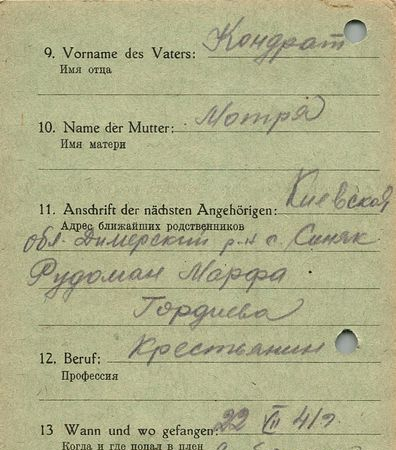 9. Vorname des Vaters: Кондрат
Имя отца
10. Name der Mutter: Мотря
Имя матери
11. Anschrift der nächsten Angehörigen: Киевской
Адрес ближайших родственников
обл. Димерский р-н с. Синяк
Рудоман Марфа
Гордиева
12. Beruf: Крестьянин
Профессия
13 Wann und wo gefangen: 22 VII 41 г
Когда и где попал в плен